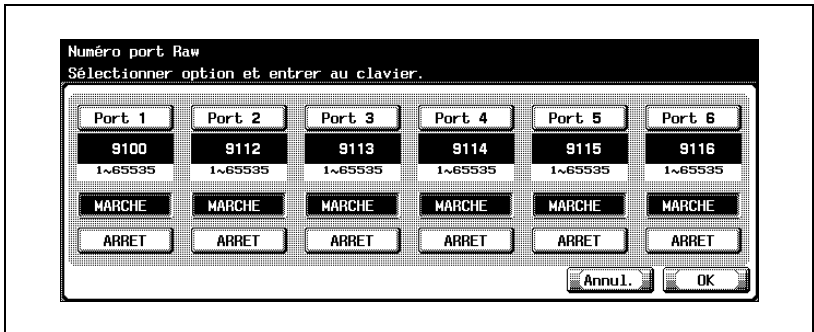 Numéro port Raw
Sélectionner option et entrer au clavier.
Port 1 Port 2 Port 3 Port 4 Port 5 Port 6
9100 9112 9113 9114 9115 9116
1~65535 1~65535 1~65535 1~65535 1~65535 1~65535
MARCHE MARCHE MARCHE MARCHE MARCHE MARCHE
ARRET ARRET ARRET ARRET ARRET ARRET
Annul. OK